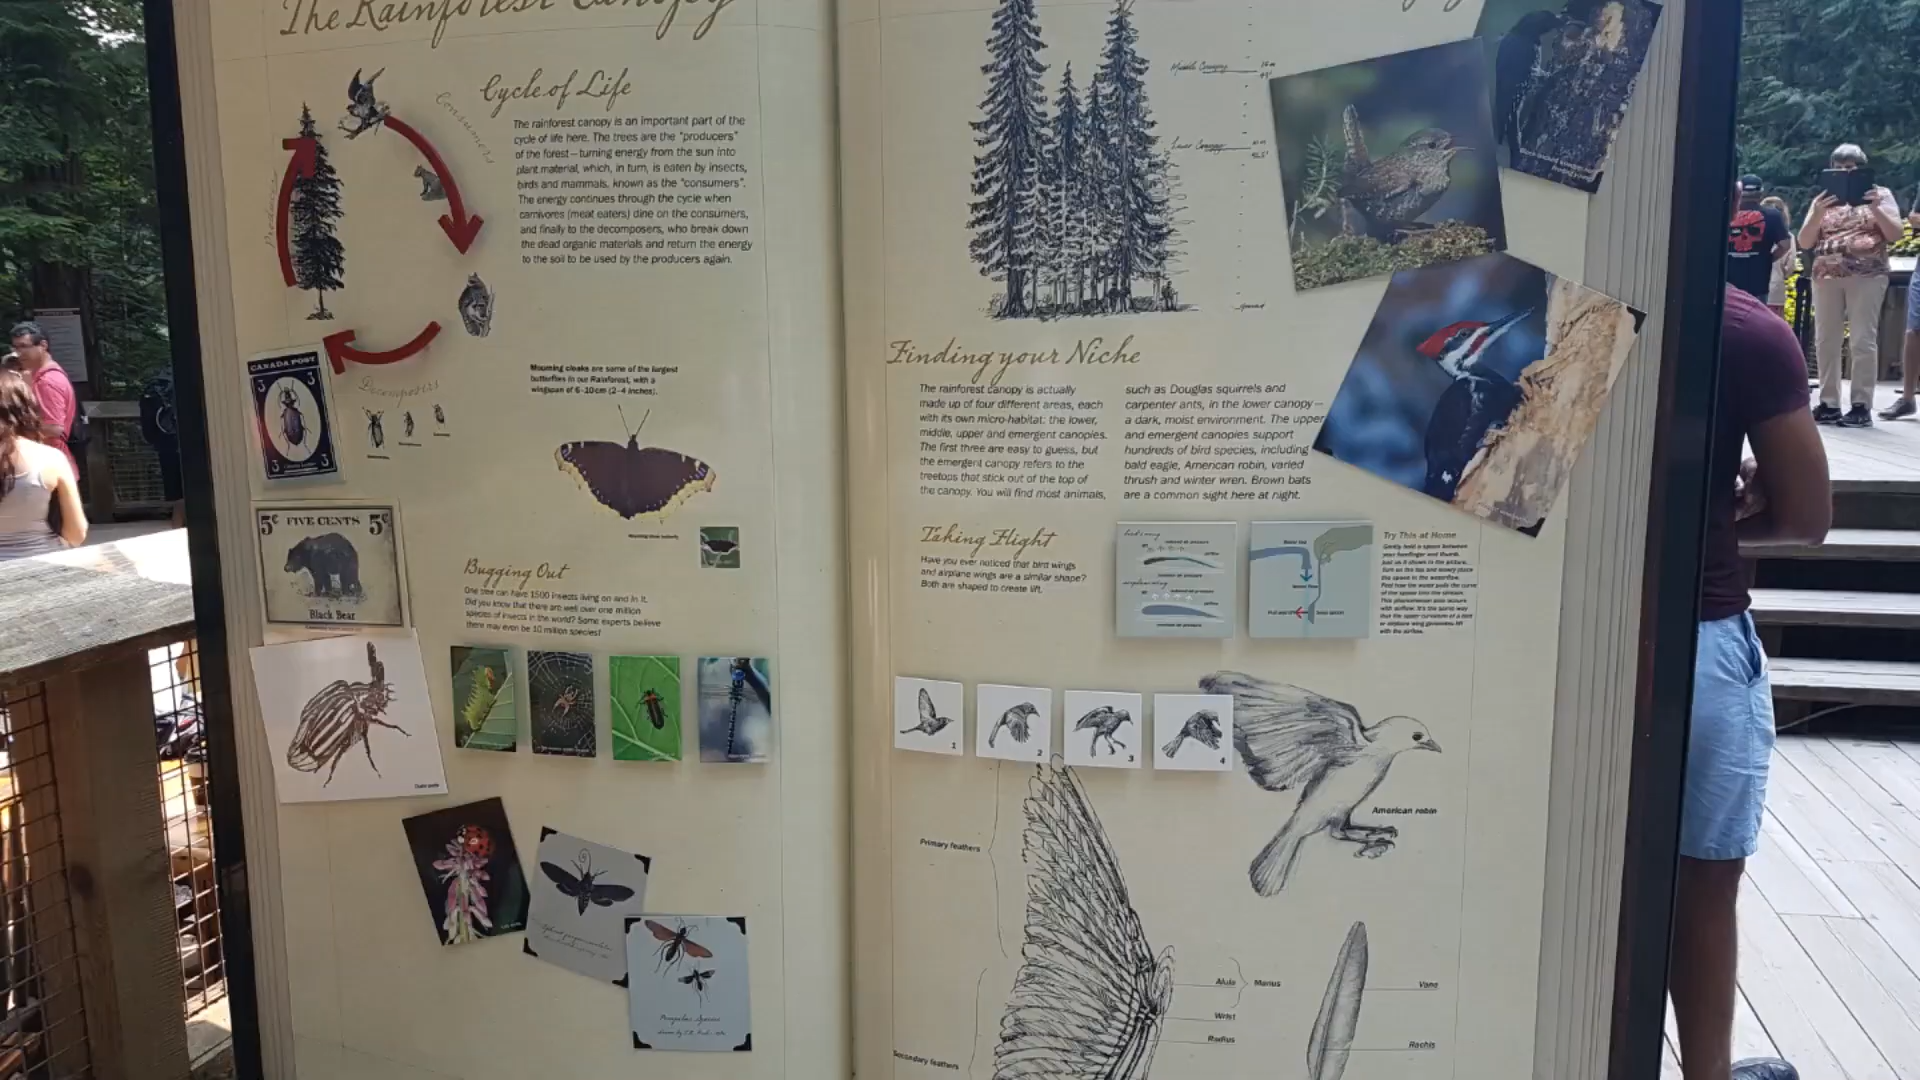 The Rainforest Canopy
Cycle of Life
Consumers
Producers
The rainforest canopy is an important part of the
cycle of life here. The trees are the "producers"
of the forest – turning energy from the sun into
plant material, which, in turn, is eaten by insects,
birds and mammals, known as the "consumers".
The energy continues through the cycle when
carnivores (meat eaters) dine on the consumers,
and finally to the decomposers, who break down
the dead organic materials and return the energy
to the soil to be used by the producers again.
Decomposers
CANADA POST
3 3
3 3
Mourning cloaks are some of the largest
butterflies in our Rainforest, with a
wingspan of 6-10cm (2-4 inches).
5¢ FIVE CENTS 5¢
Black Bear
Bugging Out
One tree can have 1500 insects living on and in it.
Did you know that there are well over one million
species of insects in the world? Some experts believe
there may even be 10 million species!
Middle Canopy
Lower Canopy
Ground
Finding your Niche
The rainforest canopy is actually
made up of four different areas, each
with its own micro-habitat: the lower,
middle, upper and emergent canopies.
The first three are easy to guess, but
the emergent canopy refers to the
treetops that stick out of the top of
the canopy. You will find most animals,
such as Douglas squirrels and
carpenter ants, in the lower canopy –
a dark, moist environment. The upper
and emergent canopies support
hundreds of bird species, including
bald eagle, American robin, varied
thrush and winter wren. Brown bats
are a common sight here at night.
Taking Flight
Have you ever noticed that bird wings
and airplane wings are a similar shape?
Both are shaped to create lift.
Try This at Home
1
2
3
4
American robin
Primary feathers
Alula
Manus
Wrist
Radius
Secondary feathers
Vane
Rachis